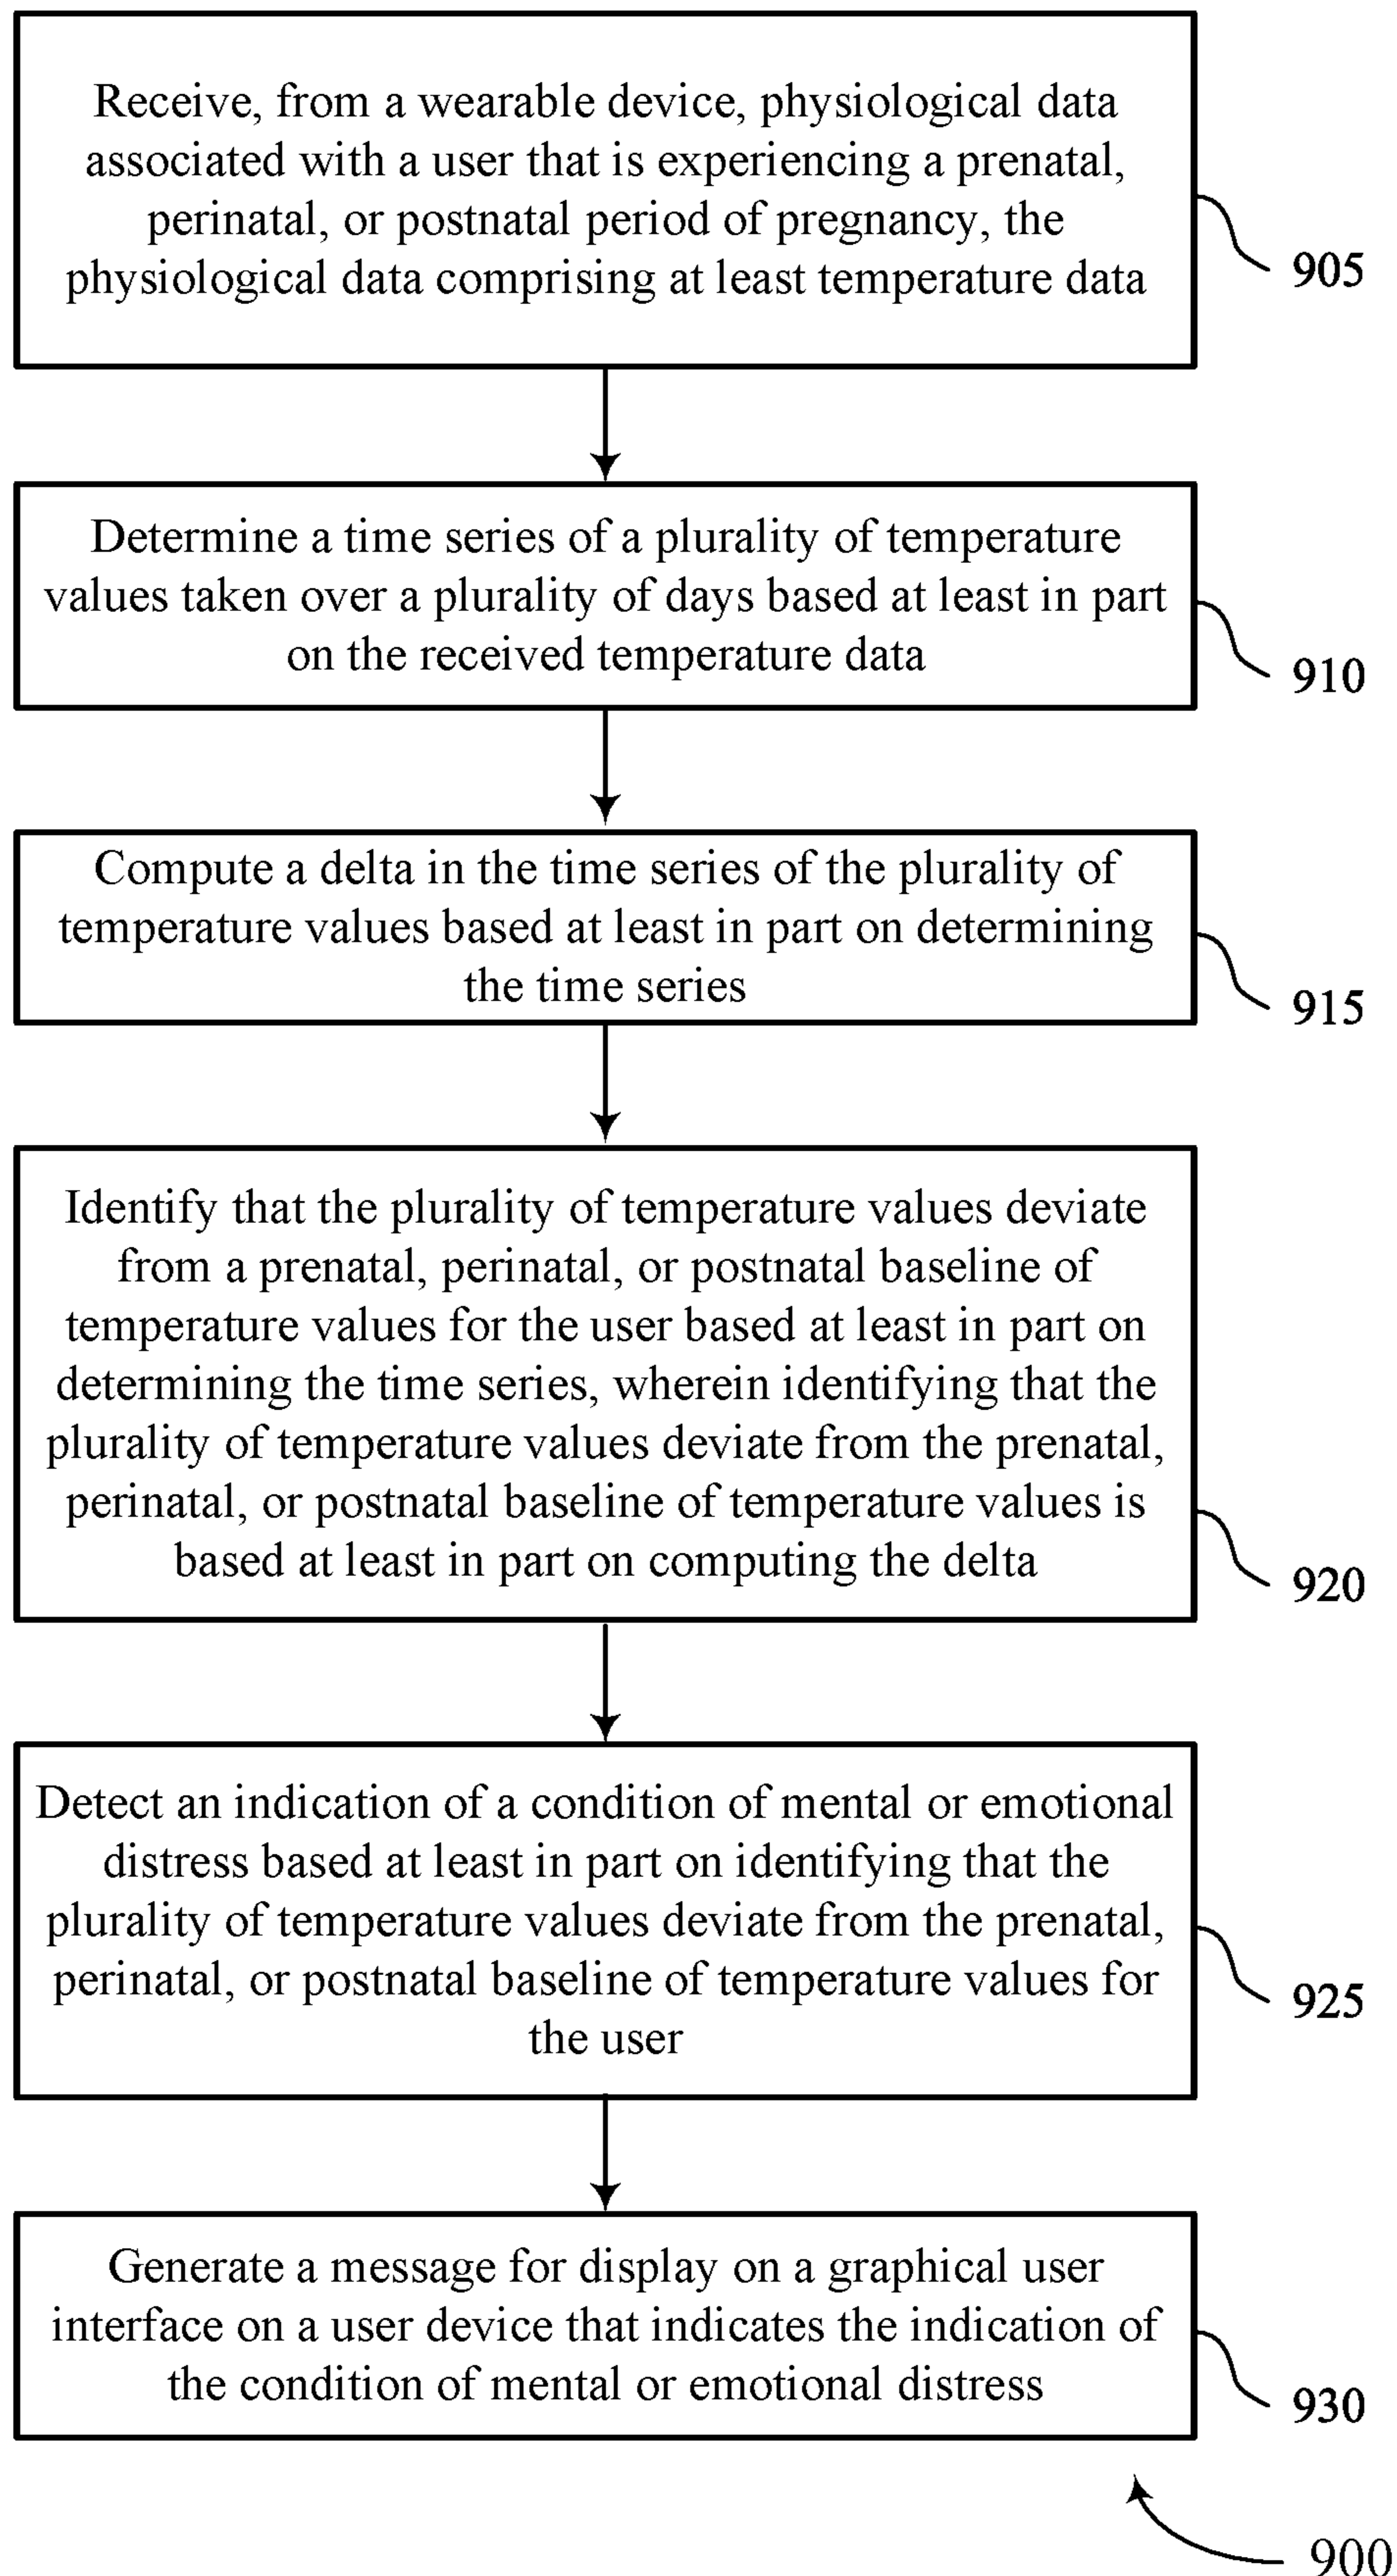 Receive, from a wearable device, physiological data
associated with a user that is experiencing a prenatal,
perinatal, or postnatal period of pregnancy, the
physiological data comprising at least temperature data
905
Determine a time series of a plurality of temperature
values taken over a plurality of days based at least in part
on the received temperature data
910
Compute a delta in the time series of the plurality of
temperature values based at least in part on determining
the time series
915
Identify that the plurality of temperature values deviate
from a prenatal, perinatal, or postnatal baseline of
temperature values for the user based at least in part on
determining the time series, wherein identifying that the
plurality of temperature values deviate from the prenatal,
perinatal, or postnatal baseline of temperature values is
based at least in part on computing the delta
920
Detect an indication of a condition of mental or emotional
distress based at least in part on identifying that the
plurality of temperature values deviate from the prenatal,
perinatal, or postnatal baseline of temperature values for
the user
925
Generate a message for display on a graphical user
interface on a user device that indicates the indication of
the condition of mental or emotional distress
930
900